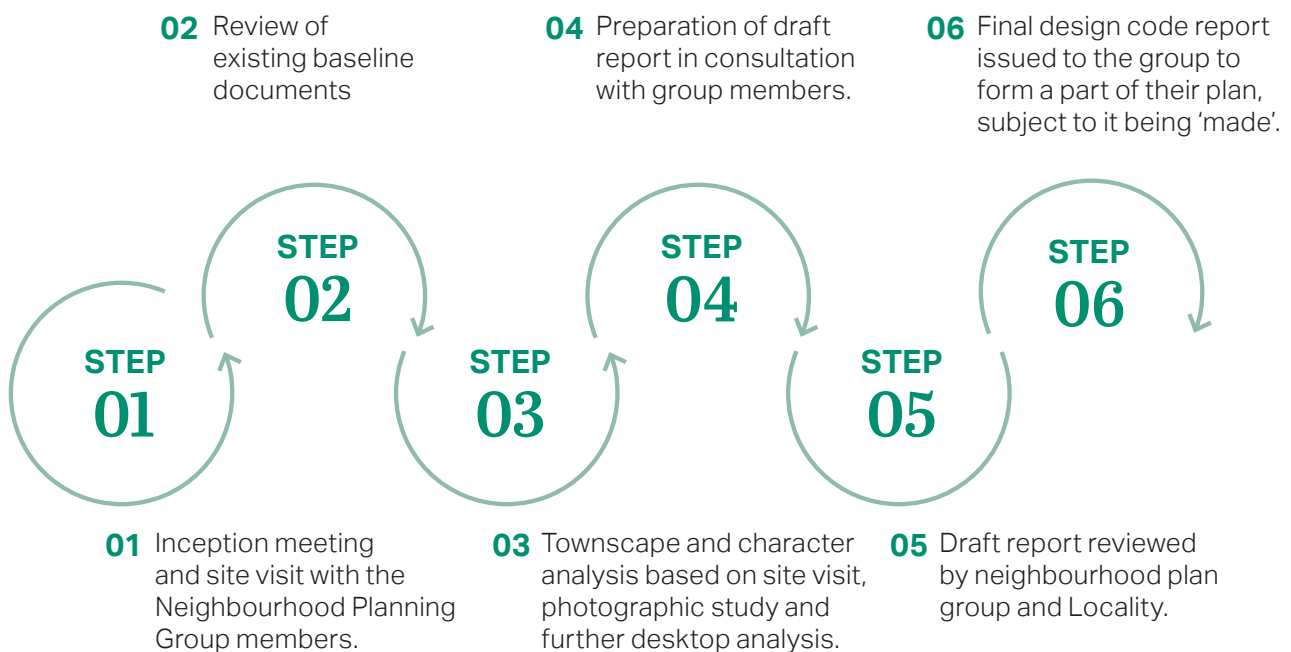 02 Review of
existing baseline
documents
04 Preparation of draft
report in consultation
with group members.
06 Final design code report
issued to the group to
form a part of their plan,
subject to it being ‘made’.
STEP
01
STEP
02
STEP
03
STEP
04
STEP
05
STEP
06
01 Inception meeting
and site visit with the
Neighbourhood Planning
Group members.
03 Townscape and character
analysis based on site visit,
photographic study and
further desktop analysis.
05 Draft report reviewed
by neighbourhood plan
group and Locality.